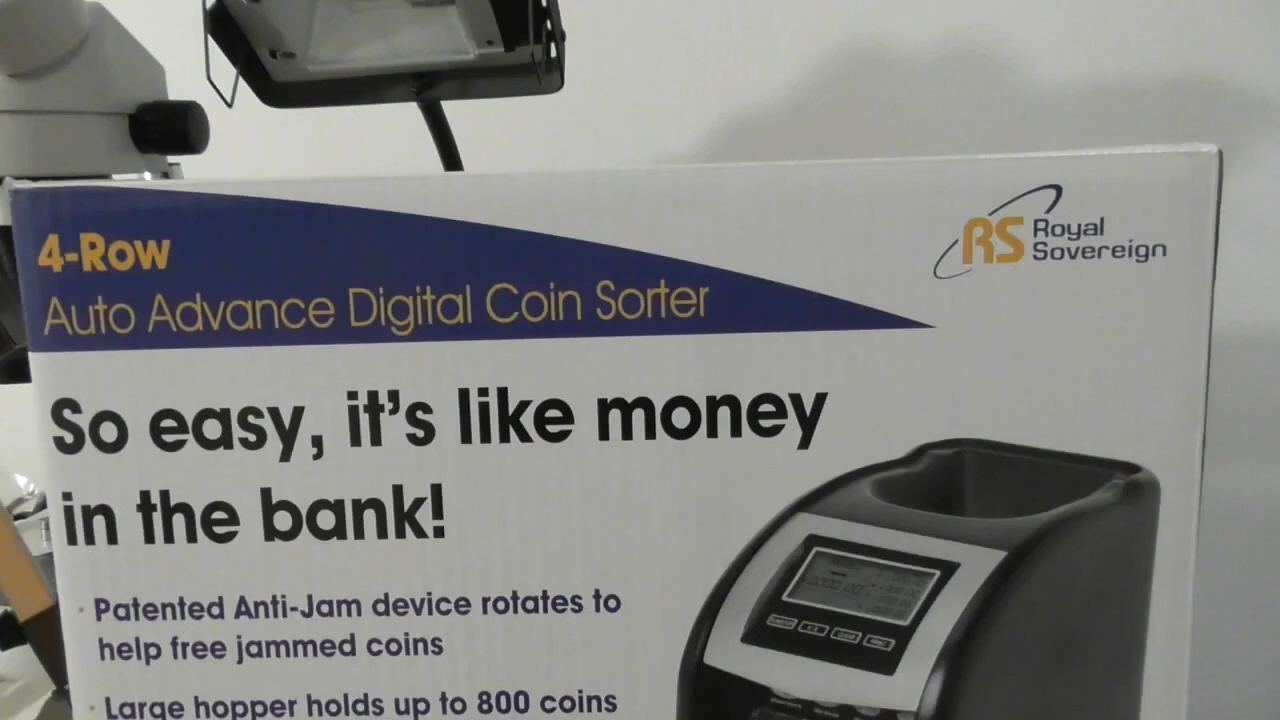 4-Row
Auto Advance Digital Coin Sorter
RS Royal
Sovereign
So easy, it's like money
in the bank!
Patented Anti-Jam device rotates to
help free jammed coins
Large hopper holds up to 800 coins